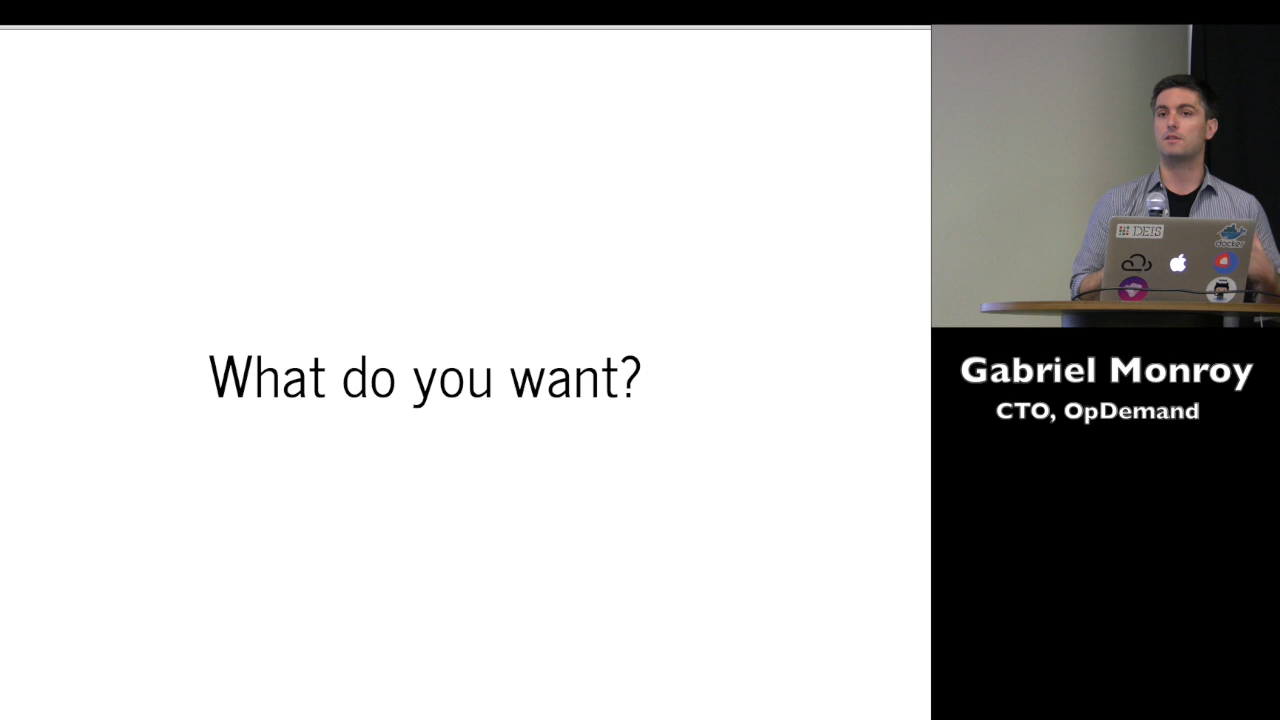 What do you want?
DEIS
docker
Gabriel Monroy
CTO, OpDemand